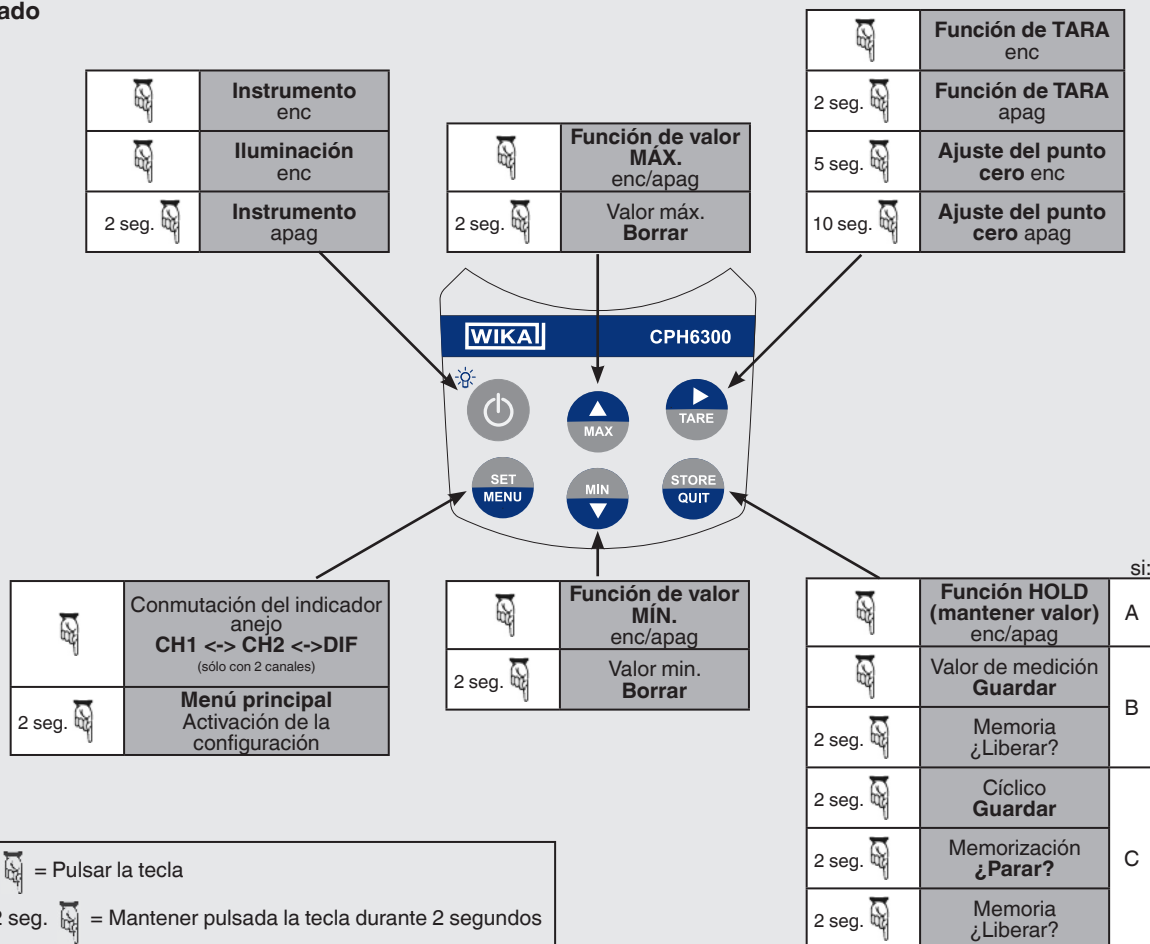 ado
Función de TARA
enc
2 seg.
Función de TARA
apag
5 seg.
Ajuste del punto
cero enc
10 seg.
Ajuste del punto
cero apag
Instrumento
enc
Iluminación
enc
2 seg.
Instrumento
apag
Función de valor
MÁX.
enc/apag
2 seg.
Valor máx.
Borrar
WIKA
CPH6300
MAX
TARE
SET
MENU
MIN
STORE
QUIT
Conmutación del indicador
anejo
CH1 <-> CH2 <->DIF
(sólo con 2 canales)
2 seg.
Menú principal
Activación de la
configuración
Función de valor
MÍN.
enc/apag
2 seg.
Valor min.
Borrar
si:
Función HOLD
(mantener valor)
enc/apag
A
Valor de medición
Guardar
B
2 seg.
Memoria
¿Liberar?
2 seg.
Cíclico
Guardar
2 seg.
Memorización
¿Parar?
C
2 seg.
Memoria
¿Liberar?
= Pulsar la tecla
2 seg. = Mantener pulsada la tecla durante 2 segundos